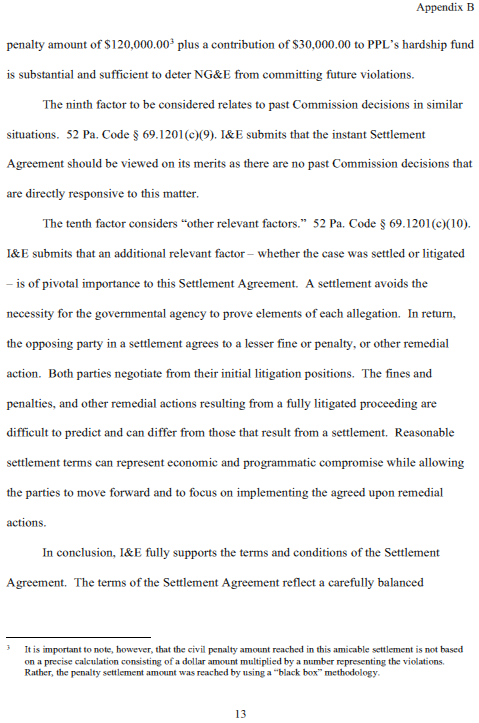 Appendix B
penalty amount of $120,000.00³ plus a contribution of $30,000.00 to PPL's hardship fund
is substantial and sufficient to deter NG&E from committing future violations.
The ninth factor to be considered relates to past Commission decisions in similar
situations.  52 Pa. Code § 69.1201(c)(9). I&E submits that the instant Settlement
Agreement should be viewed on its merits as there are no past Commission decisions that
are directly responsive to this matter.
The tenth factor considers “other relevant factors.”  52 Pa. Code § 69.1201(c)(10).
I&E submits that an additional relevant factor – whether the case was settled or litigated
– is of pivotal importance to this Settlement Agreement.  A settlement avoids the
necessity for the governmental agency to prove elements of each allegation.  In return,
the opposing party in a settlement agrees to a lesser fine or penalty, or other remedial
action.  Both parties negotiate from their initial litigation positions.  The fines and
penalties, and other remedial actions resulting from a fully litigated proceeding are
difficult to predict and can differ from those that result from a settlement.  Reasonable
settlement terms can represent economic and programmatic compromise while allowing
the parties to move forward and to focus on implementing the agreed upon remedial
actions.
In conclusion, I&E fully supports the terms and conditions of the Settlement
Agreement.  The terms of the Settlement Agreement reflect a carefully balanced
3 It is important to note, however, that the civil penalty amount reached in this amicable settlement is not based
on a precise calculation consisting of a dollar amount multiplied by a number representing the violations.
Rather, the penalty settlement amount was reached by using a “black box” methodology.
13